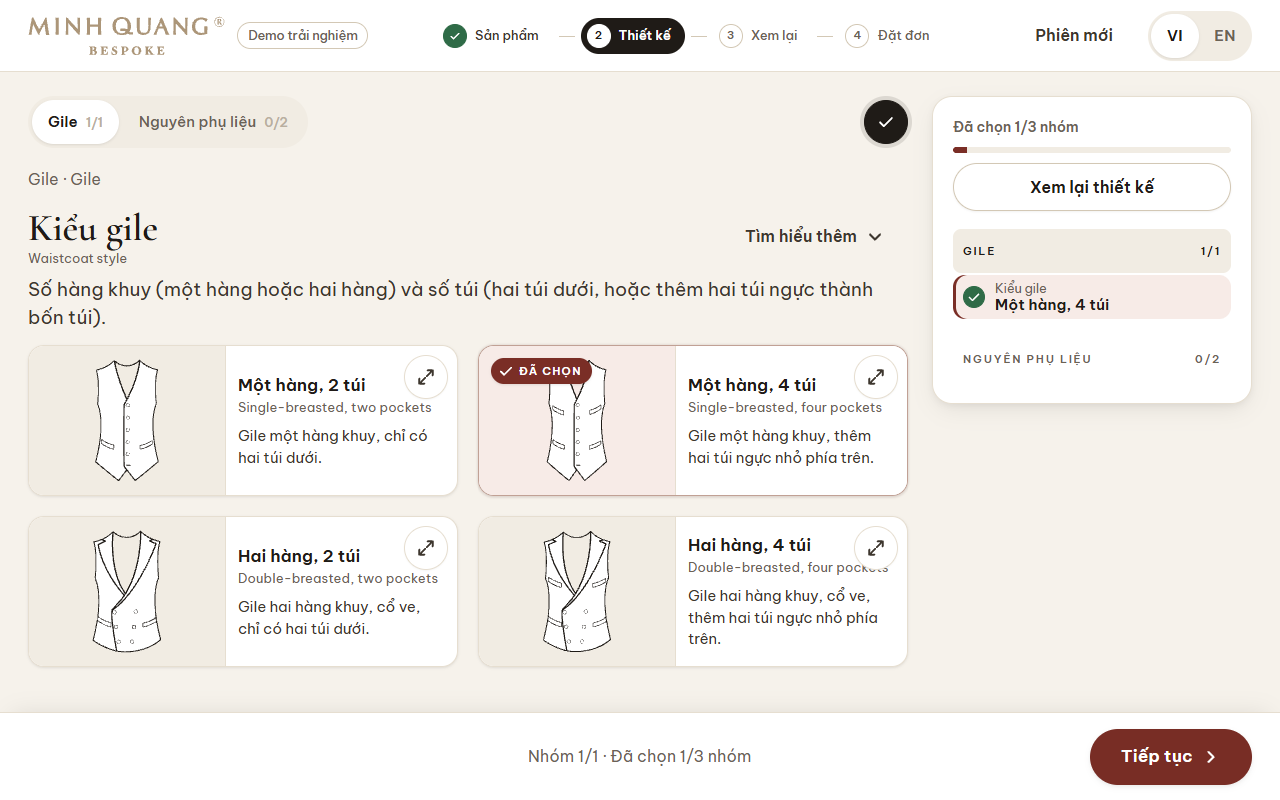 MINH QUANG®
BESPOKE
Demo trải nghiệm
Sản phẩm
2 Thiết kế
3 Xem lại
4 Đặt đơn
Phiên mới
VI EN
Gile 1/1 Nguyên phụ liệu 0/2
Gile · Gile
Kiểu gile
Waistcoat style
Tìm hiểu thêm
Số hàng khuy (một hàng hoặc hai hàng) và số túi (hai túi dưới, hoặc thêm hai túi ngực thành
bốn túi).
Một hàng, 2 túi
Single-breasted, two pockets
Gile một hàng khuy, chỉ có
hai túi dưới.
ĐÃ CHỌN
Một hàng, 4 túi
Single-breasted, four pockets
Gile một hàng khuy, thêm
hai túi ngực nhỏ phía trên.
Hai hàng, 2 túi
Double-breasted, two pockets
Gile hai hàng khuy, cổ ve,
chỉ có hai túi dưới.
Hai hàng, 4 túi
Double-breasted, four pockets
Gile hai hàng khuy, cổ ve,
thêm hai túi ngực nhỏ phía
trên.
Đã chọn 1/3 nhóm
Xem lại thiết kế
GILE 1/1
Kiểu gile
Một hàng, 4 túi
NGUYÊN PHỤ LIỆU 0/2
Nhóm 1/1 · Đã chọn 1/3 nhóm
Tiếp tục